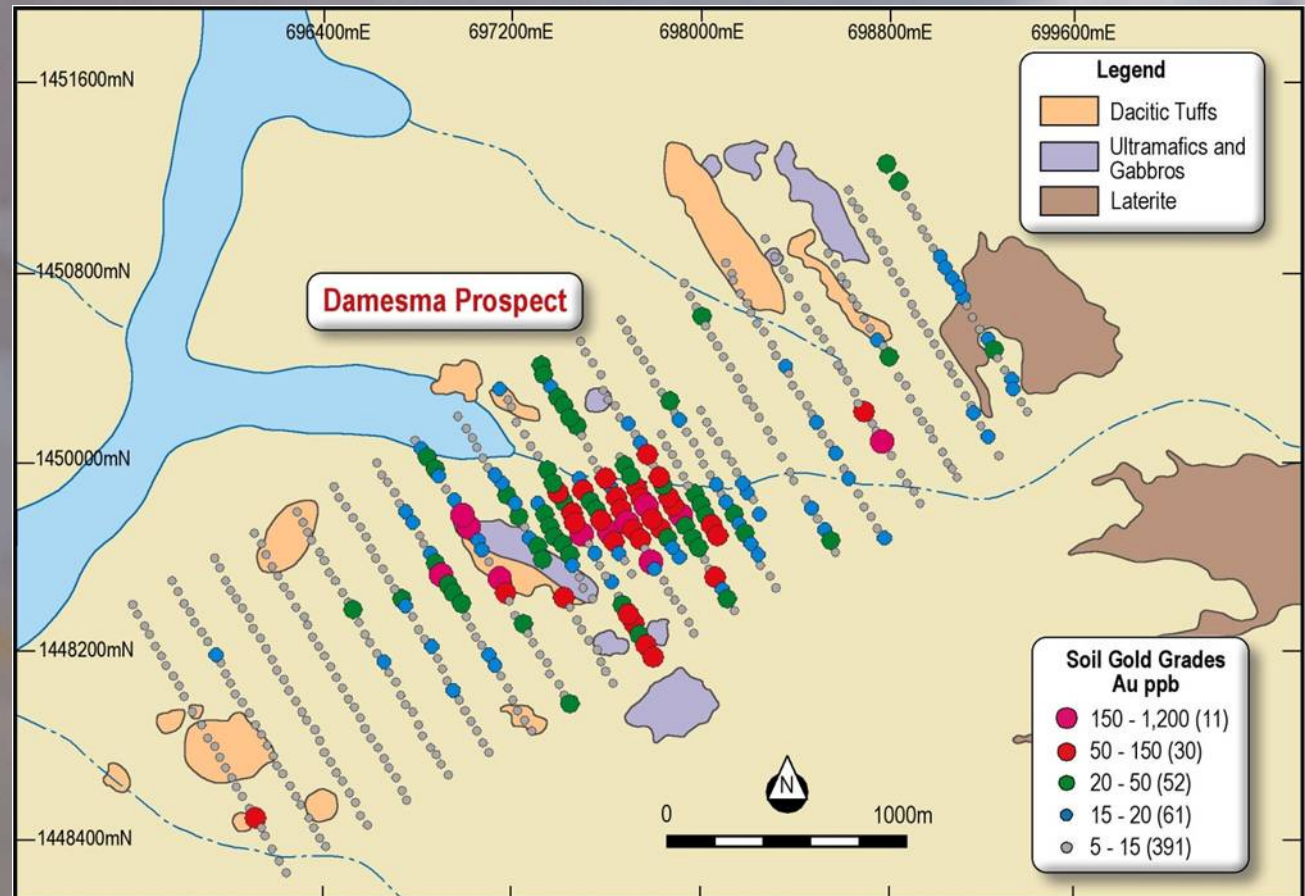 696400mE 697200mE 698000mE 698800mE 699600mE
1451600mN
Legend
Dacitic Tuffs
Ultramafics and
Gabbros
Laterite
1450800mN
Damesma Prospect
1450000mN
1448200mN
Soil Gold Grades
Au ppb
150 - 1,200 (11)
50 - 150 (30)
20 - 50 (52)
15 - 20 (61)
5 - 15 (391)
N
0 1000m
1448400mN